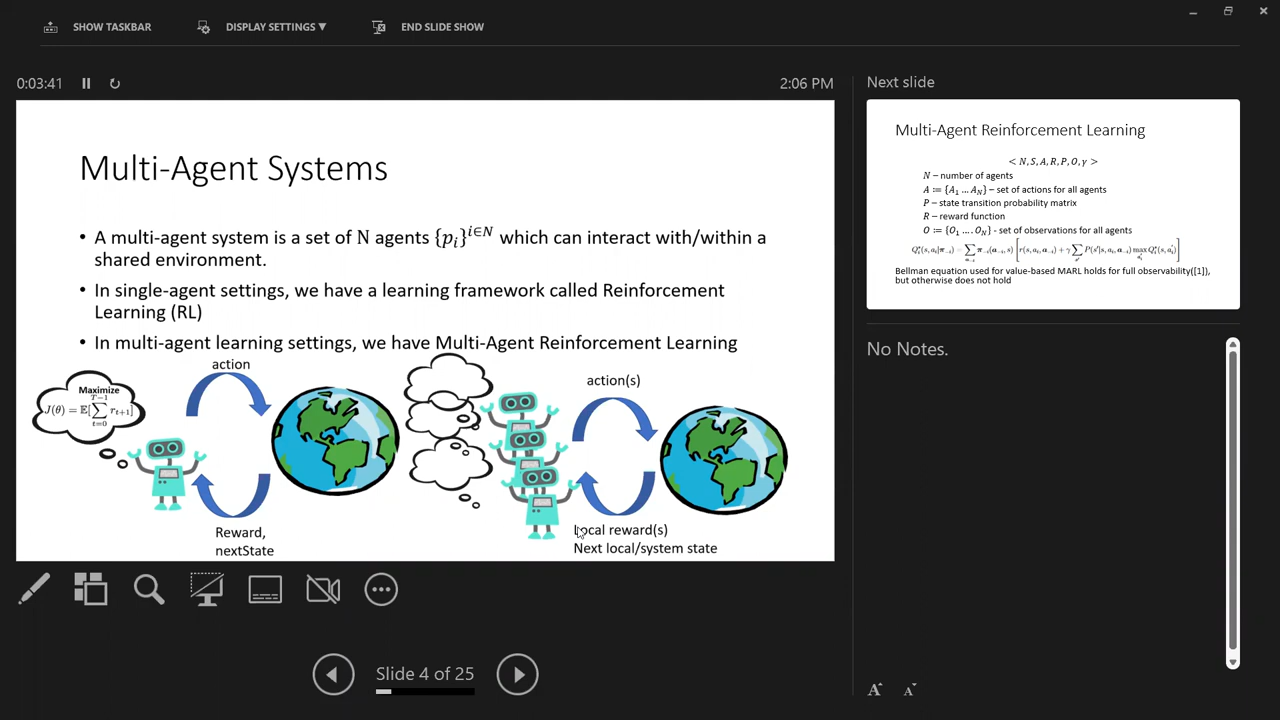 SHOW TASKBAR
DISPLAY SETTINGS ▼
END SLIDE SHOW
0:03:41
2:06 PM
Multi-Agent Systems
• A multi-agent system is a set of N agents {p_i}^{i∈N} which can interact with/within a
shared environment.
• In single-agent settings, we have a learning framework called Reinforcement
Learning (RL)
• In multi-agent learning settings, we have Multi-Agent Reinforcement Learning
Maximize
J(θ) = 𝔼[∑_{t=0}^{T−1} r_{t+1}]
action
Reward,
nextState
action(s)
Local reward(s)
Next local/system state
Slide 4 of 25
Next slide
Multi-Agent Reinforcement Learning
< N, S, A, R, P, O, γ >
N – number of agents
A ≔ {A_1 … A_N} – set of actions for all agents
P – state transition probability matrix
R – reward function
O ≔ {O_1 …. O_N} - set of observations for all agents
Bellman equation used for value-based MARL holds for full observability([1]),
but otherwise does not hold
No Notes.
A
A